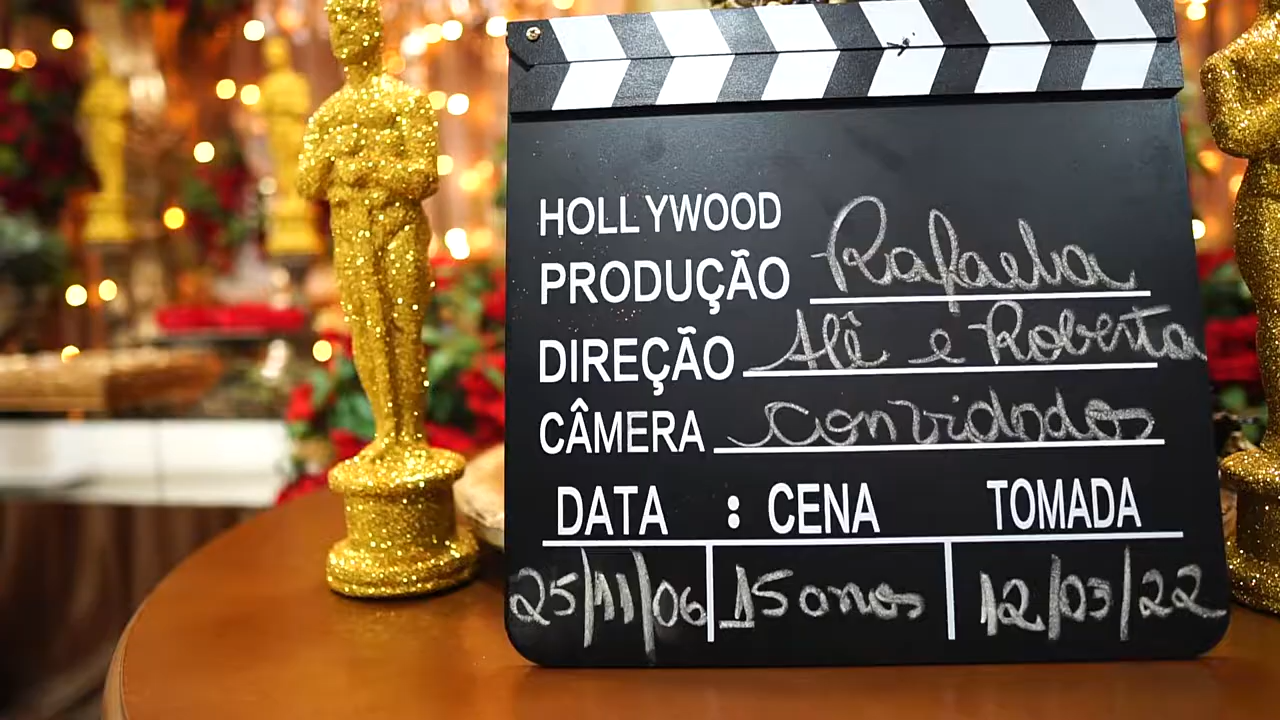 HOLLYWOOD
PRODUÇÃO Rafaela
DIREÇÃO Alê e Roberta
CÂMERA convidados
DATA : CENA TOMADA
25/11/06 15 anos 12/03/22